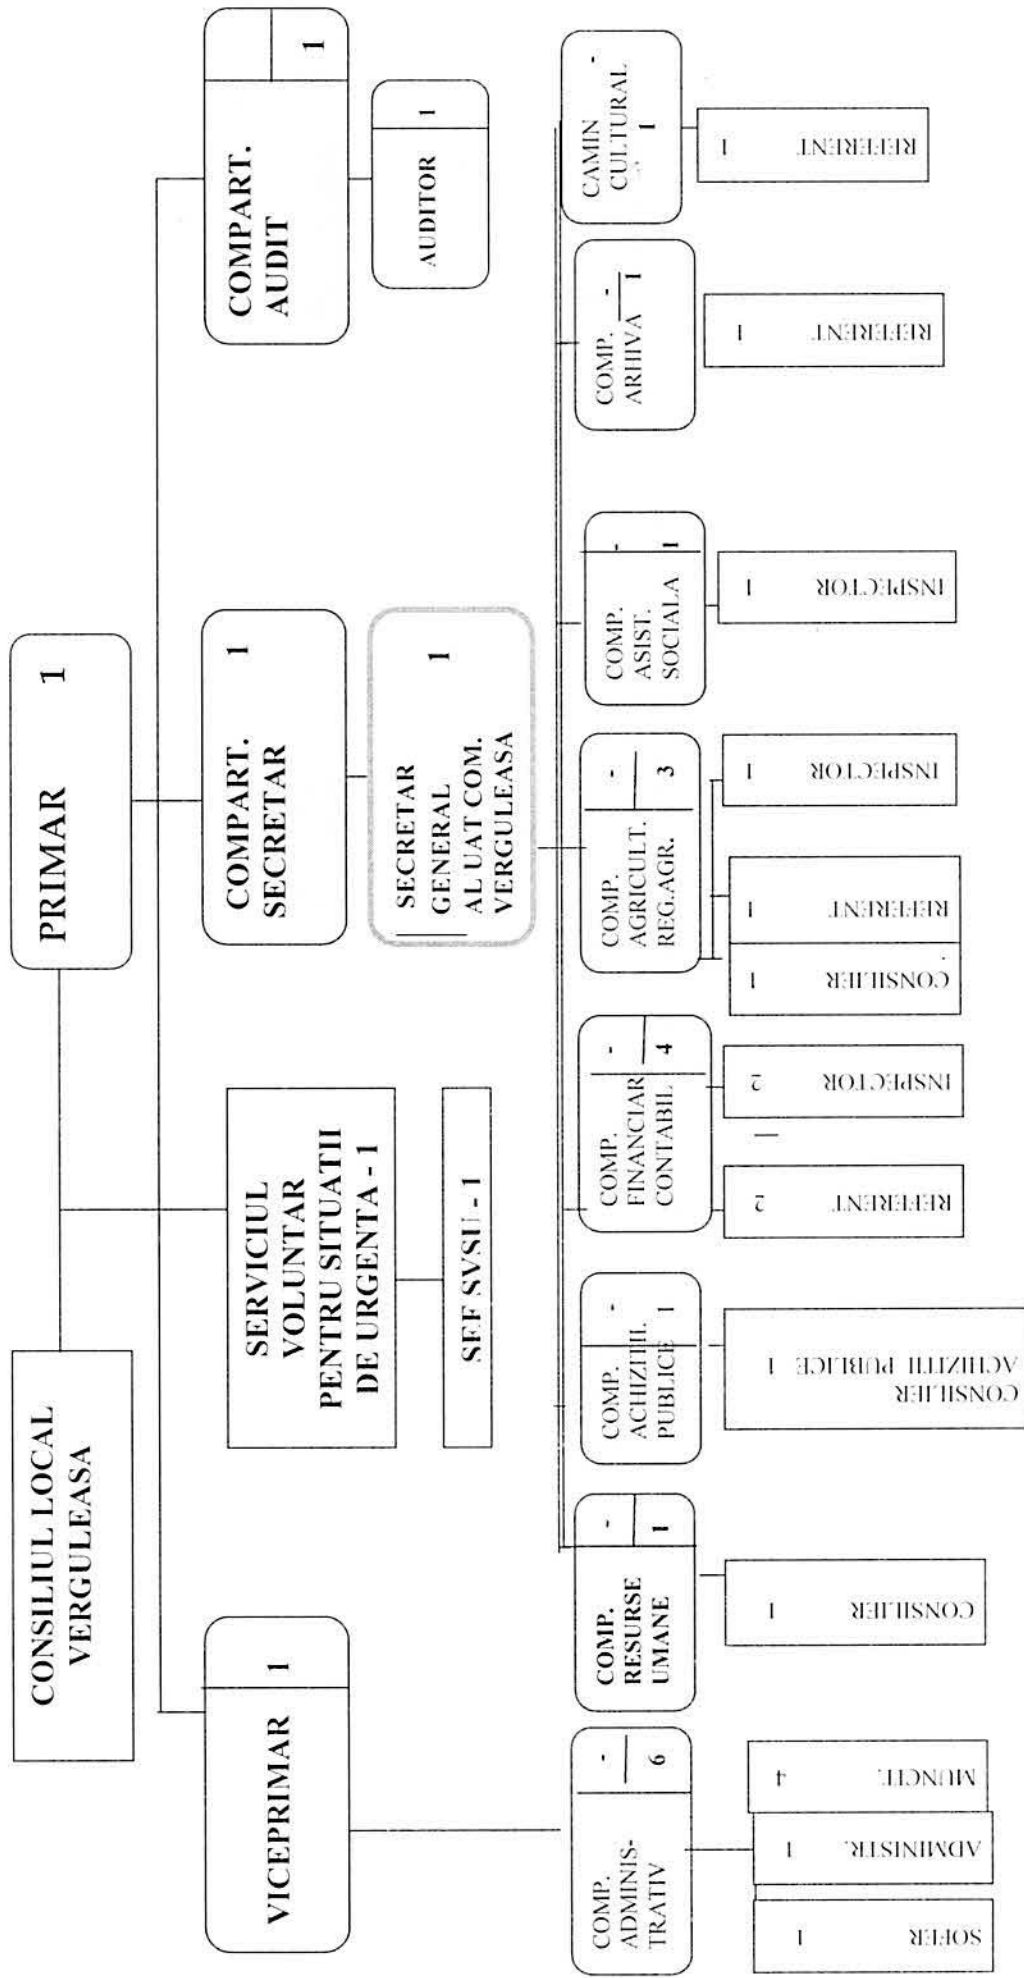 CONSILIUL LOCAL
VERGULEASA
PRIMAR 1
VICEPRIMAR 1
SERVICIUL
VOLUNTAR
PENTRU SITUATII
DE URGENTA - 1
SEF SVSU - 1
COMPART.
SECRETAR 1
SECRETAR
GENERAL 1
AL UAT COM.
VERGULEASA
COMPART.
AUDIT 1
AUDITOR 1
COMP. -
ADMINIS-
TRATIV 6
SOFER 1
ADMINISTR. 1
MUNCIT. 4
COMP. -
RESURSE
UMANE 1
CONSILIER 1
COMP. -
ACHIZITII.
PUBLICE 1
CONSILIER
ACHIZITII PUBLICE 1
COMP. -
FINANCIAR
CONTABIL 4
REFERENT 2
INSPECTOR 2
COMP. -
AGRICULT.
REG.AGR. 3
CONSILIER 1
REFERENT 1
INSPECTOR 1
COMP. -
ASIST.
SOCIALA 1
INSPECTOR 1
COMP. -
ARHIVA 1
REFERENT 1
CAMIN -
CULTURAL
1
REFERENT 1